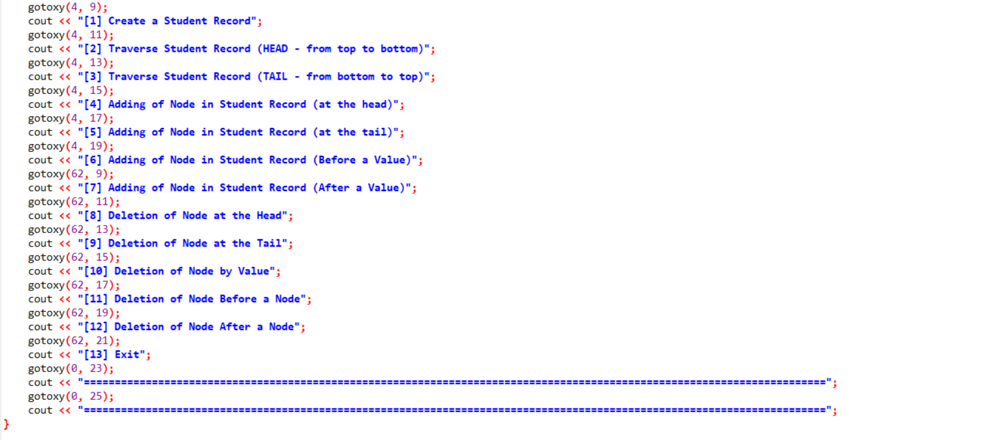 gotoxy(4, 9);
cout << "[1] Create a Student Record";
gotoxy(4, 11);
cout << "[2] Traverse Student Record (HEAD - from top to bottom)";
gotoxy(4, 13);
cout << "[3] Traverse Student Record (TAIL - from bottom to top)";
gotoxy(4, 15);
cout << "[4] Adding of Node in Student Record (at the head)";
gotoxy(4, 17);
cout << "[5] Adding of Node in Student Record (at the tail)";
gotoxy(4, 19);
cout << "[6] Adding of Node in Student Record (Before a Value)";
gotoxy(62, 9);
cout << "[7] Adding of Node in Student Record (After a Value)";
gotoxy(62, 11);
cout << "[8] Deletion of Node at the Head";
gotoxy(62, 13);
cout << "[9] Deletion of Node at the Tail";
gotoxy(62, 15);
cout << "[10] Deletion of Node by Value";
gotoxy(62, 17);
cout << "[11] Deletion of Node Before a Node";
gotoxy(62, 19);
cout << "[12] Deletion of Node After a Node";
gotoxy(62, 21);
cout << "[13] Exit";
gotoxy(0, 23);
cout << "========================================================================================================================";
gotoxy(0, 25);
cout << "========================================================================================================================";
}